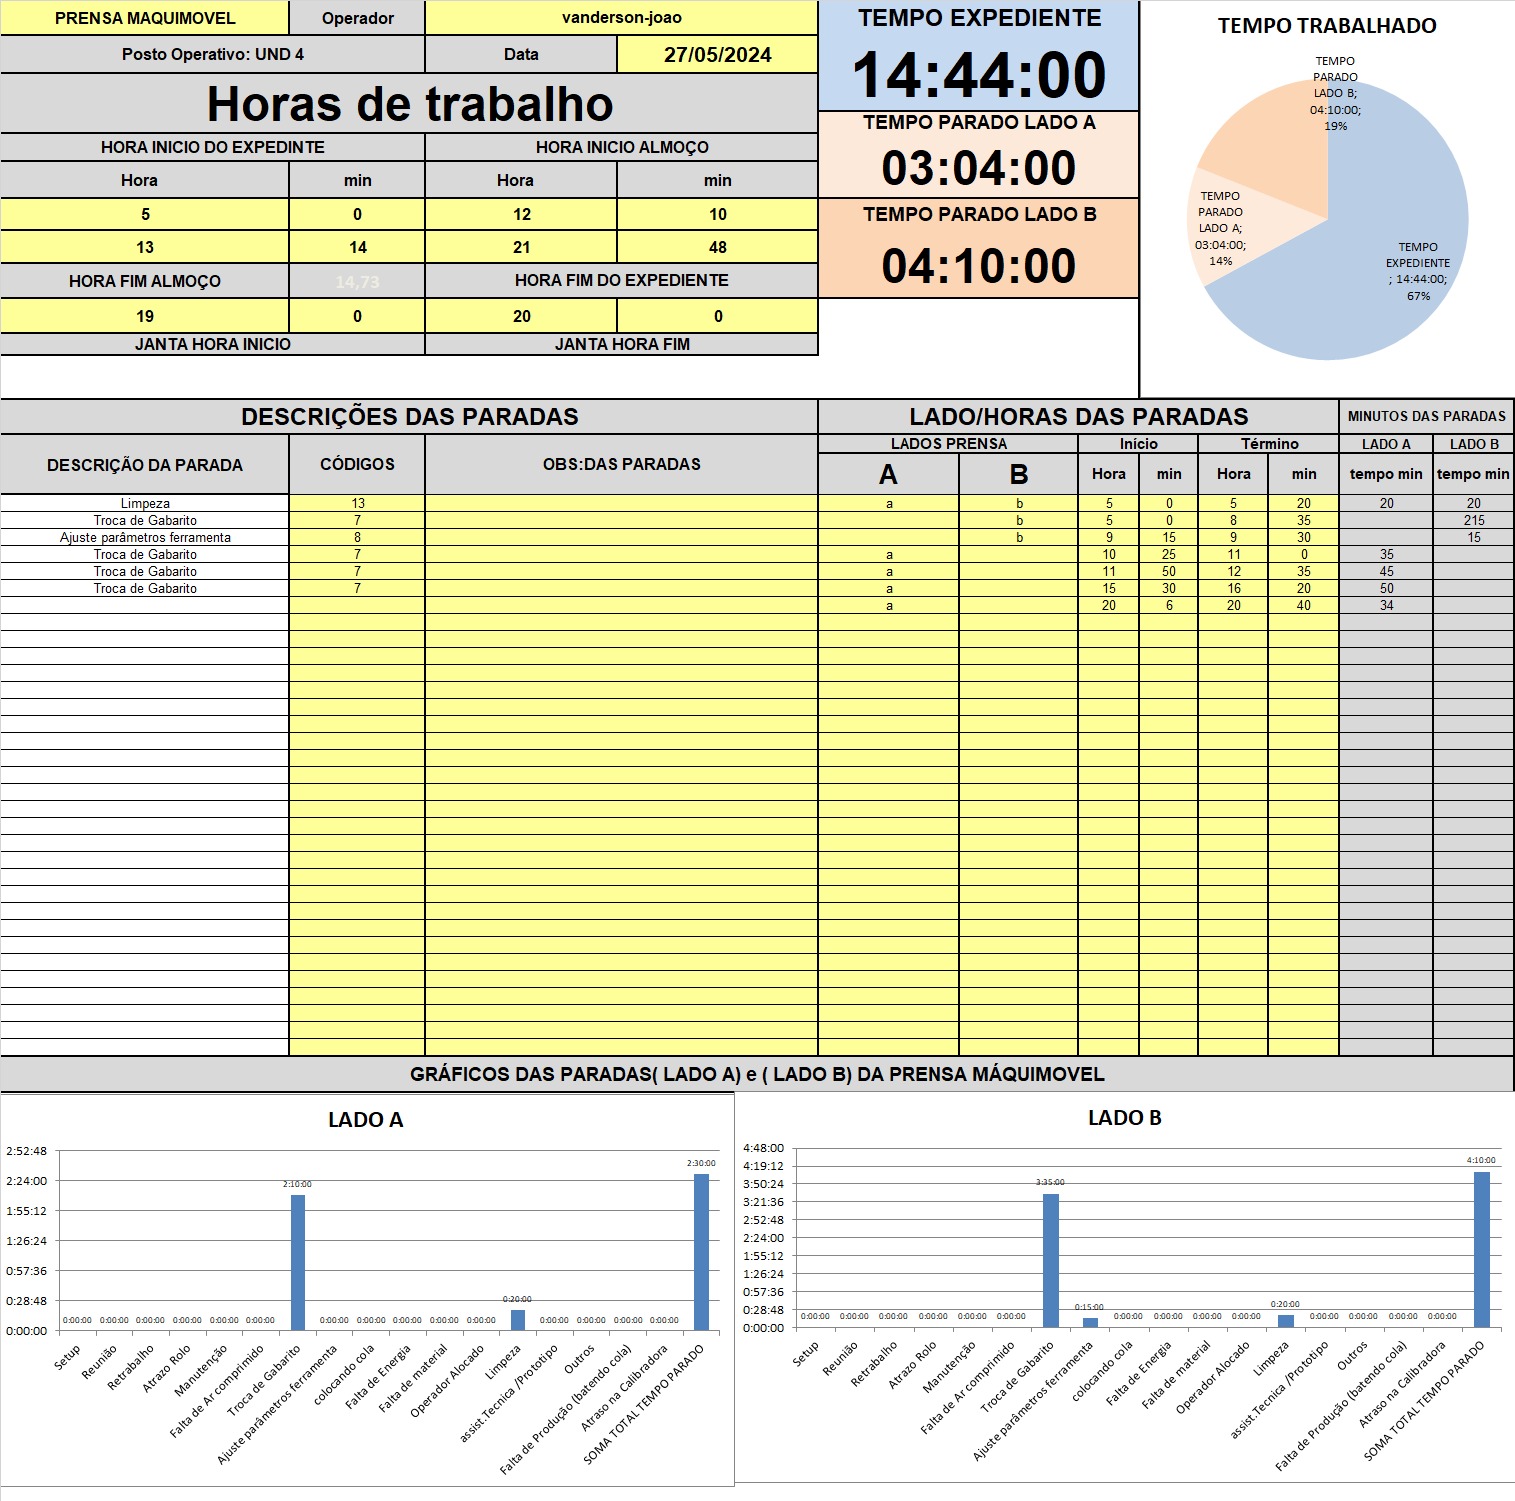 PRENSA MAQUIMOVEL Operador vanderson-joao
Posto Operativo: UND 4 Data 27/05/2024
Horas de trabalho
HORA INICIO DO EXPEDINTE HORA INICIO ALMOÇO
Hora min Hora min
5 0 12 10
13 14 21 48
HORA FIM ALMOÇO 14,73 HORA FIM DO EXPEDIENTE
19 0 20 0
JANTA HORA INICIO JANTA HORA FIM
TEMPO EXPEDIENTE
14:44:00
TEMPO PARADO LADO A
03:04:00
TEMPO PARADO LADO B
04:10:00
TEMPO TRABALHADO
TEMPO
PARADO
LADO B;
04:10:00;
19%
TEMPO
PARADO
LADO A;
03:04:00;
14%
TEMPO
EXPEDIENTE
; 14:44:00;
67%
DESCRIÇÕES DAS PARADAS LADO/HORAS DAS PARADAS MINUTOS DAS PARADAS
DESCRIÇÃO DA PARADA CÓDIGOS OBS:DAS PARADAS LADOS PRENSA Início Término LADO A LADO B
A B Hora min Hora min tempo min tempo min
Limpeza 13 a b 5 0 5 20 20 20
Troca de Gabarito 7 b 5 0 8 35 215
Ajuste parâmetros ferramenta 8 b 9 15 9 30 15
Troca de Gabarito 7 a 10 25 11 0 35
Troca de Gabarito 7 a 11 50 12 35 45
Troca de Gabarito 7 a 15 30 16 20 50
a 20 6 20 40 34
GRÁFICOS DAS PARADAS( LADO A) e ( LADO B) DA PRENSA MÁQUIMOVEL
LADO A
2:52:48
2:24:00
1:55:12
1:26:24
0:57:36
0:28:48
0:00:00
0:00:00 0:00:00 0:00:00 0:00:00 0:00:00 0:00:00 2:10:00 0:00:00 0:00:00 0:00:00 0:00:00 0:00:00 0:20:00 0:00:00 0:00:00 0:00:00 0:00:00 2:30:00
Setup
Reunião
Retrabalho
Atrazo Rolo
Manutenção
Falta de Ar comprimido
Troca de Gabarito
Ajuste parâmetros ferramenta
colocando cola
Falta de Energia
Falta de material
Operador Alocado
Limpeza
assist.Tecnica /Prototipo
Outros
Falta de Produção (batendo cola)
Atraso na Calibradora
SOMA TOTAL TEMPO PARADO
LADO B
4:48:00
4:19:12
3:50:24
3:21:36
2:52:48
2:24:00
1:55:12
1:26:24
0:57:36
0:28:48
0:00:00
0:00:00 0:00:00 0:00:00 0:00:00 0:00:00 0:00:00 3:35:00 0:15:00 0:00:00 0:00:00 0:00:00 0:00:00 0:20:00 0:00:00 0:00:00 0:00:00 0:00:00 4:10:00
Setup
Reunião
Retrabalho
Atrazo Rolo
Manutenção
Falta de Ar comprimido
Troca de Gabarito
Ajuste parâmetros ferramenta
colocando cola
Falta de Energia
Falta de material
Operador Alocado
Limpeza
assist.Tecnica /Prototipo
Outros
Falta de Produção (batendo cola)
Atraso na Calibradora
SOMA TOTAL TEMPO PARADO